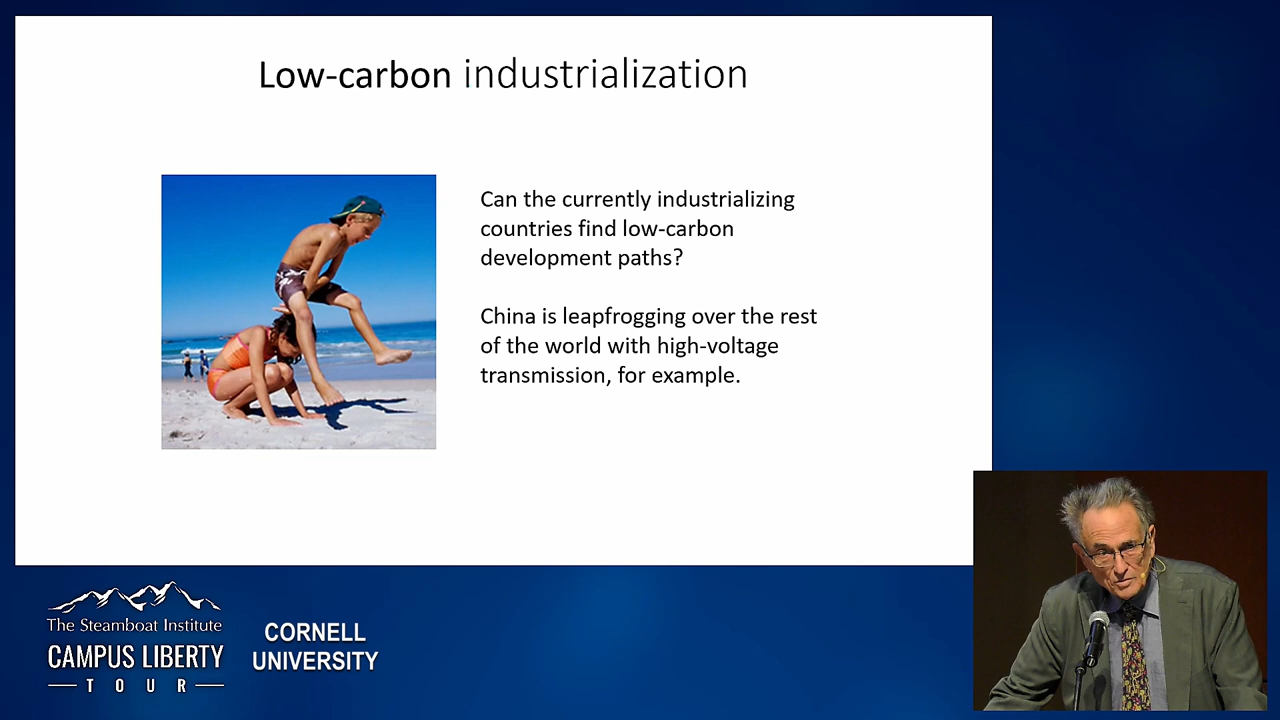 Low-carbon industrialization
Can the currently industrializing
countries find low-carbon
development paths?
China is leapfrogging over the rest
of the world with high-voltage
transmission, for example.
The Steamboat Institute
CAMPUS LIBERTY
TOUR
CORNELL
UNIVERSITY